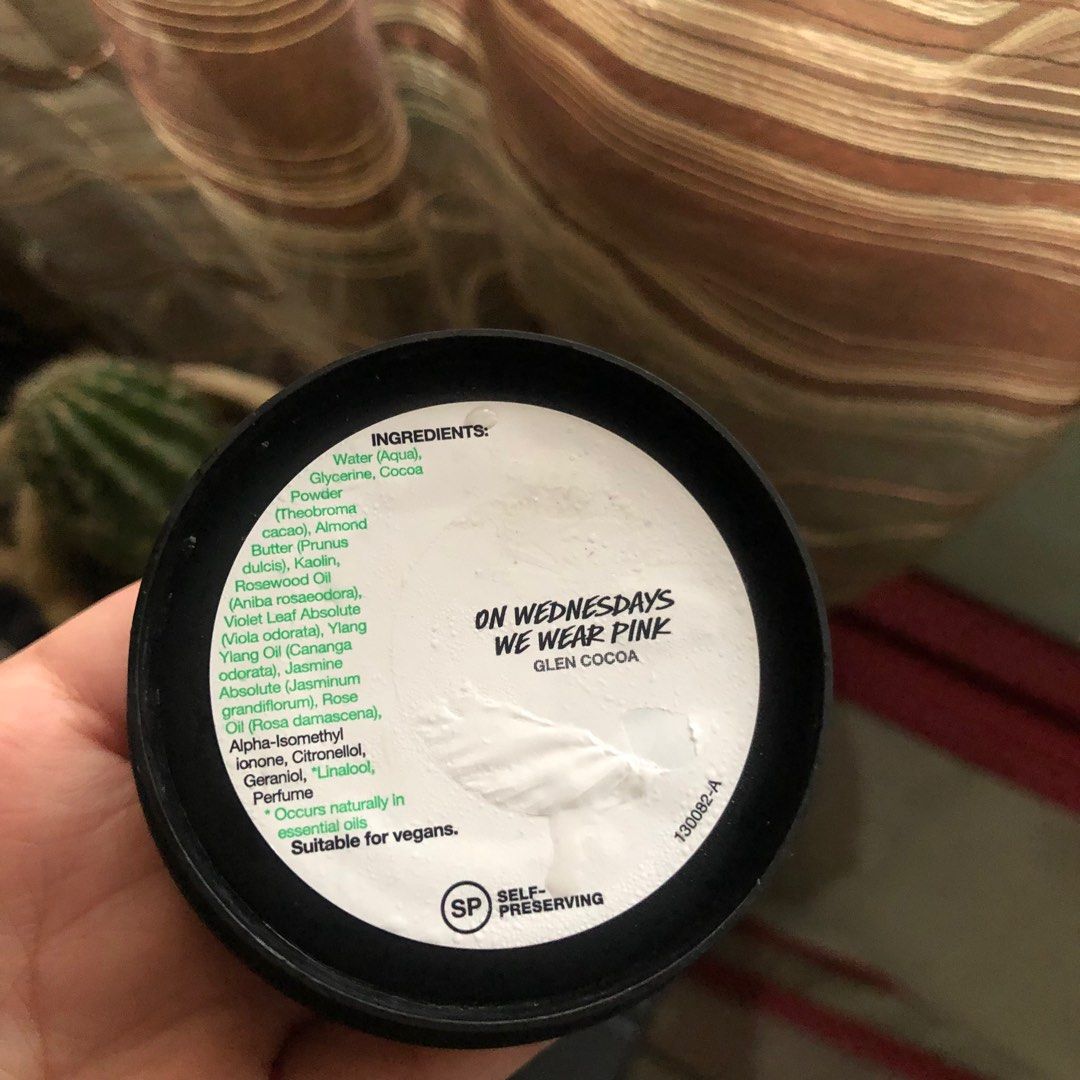 INGREDIENTS:
Water (Aqua),
Glycerine, Cocoa
Powder
(Theobroma
cacao), Almond
Butter (Prunus
dulcis), Kaolin,
Rosewood Oil
(Aniba rosaeodora),
Violet Leaf Absolute
(Viola odorata), Ylang
Ylang Oil (Cananga
odorata), Jasmine
Absolute (Jasminum
grandiflorum), Rose
Oil (Rosa damascena),
Alpha-Isomethyl
ionone, Citronellol,
Geraniol, *Linalool,
Perfume
* Occurs naturally in
essential oils
Suitable for vegans.
ON WEDNESDAYS
WE WEAR PINK
GLEN COCOA
130082-A
SP
SELF-
PRESERVING